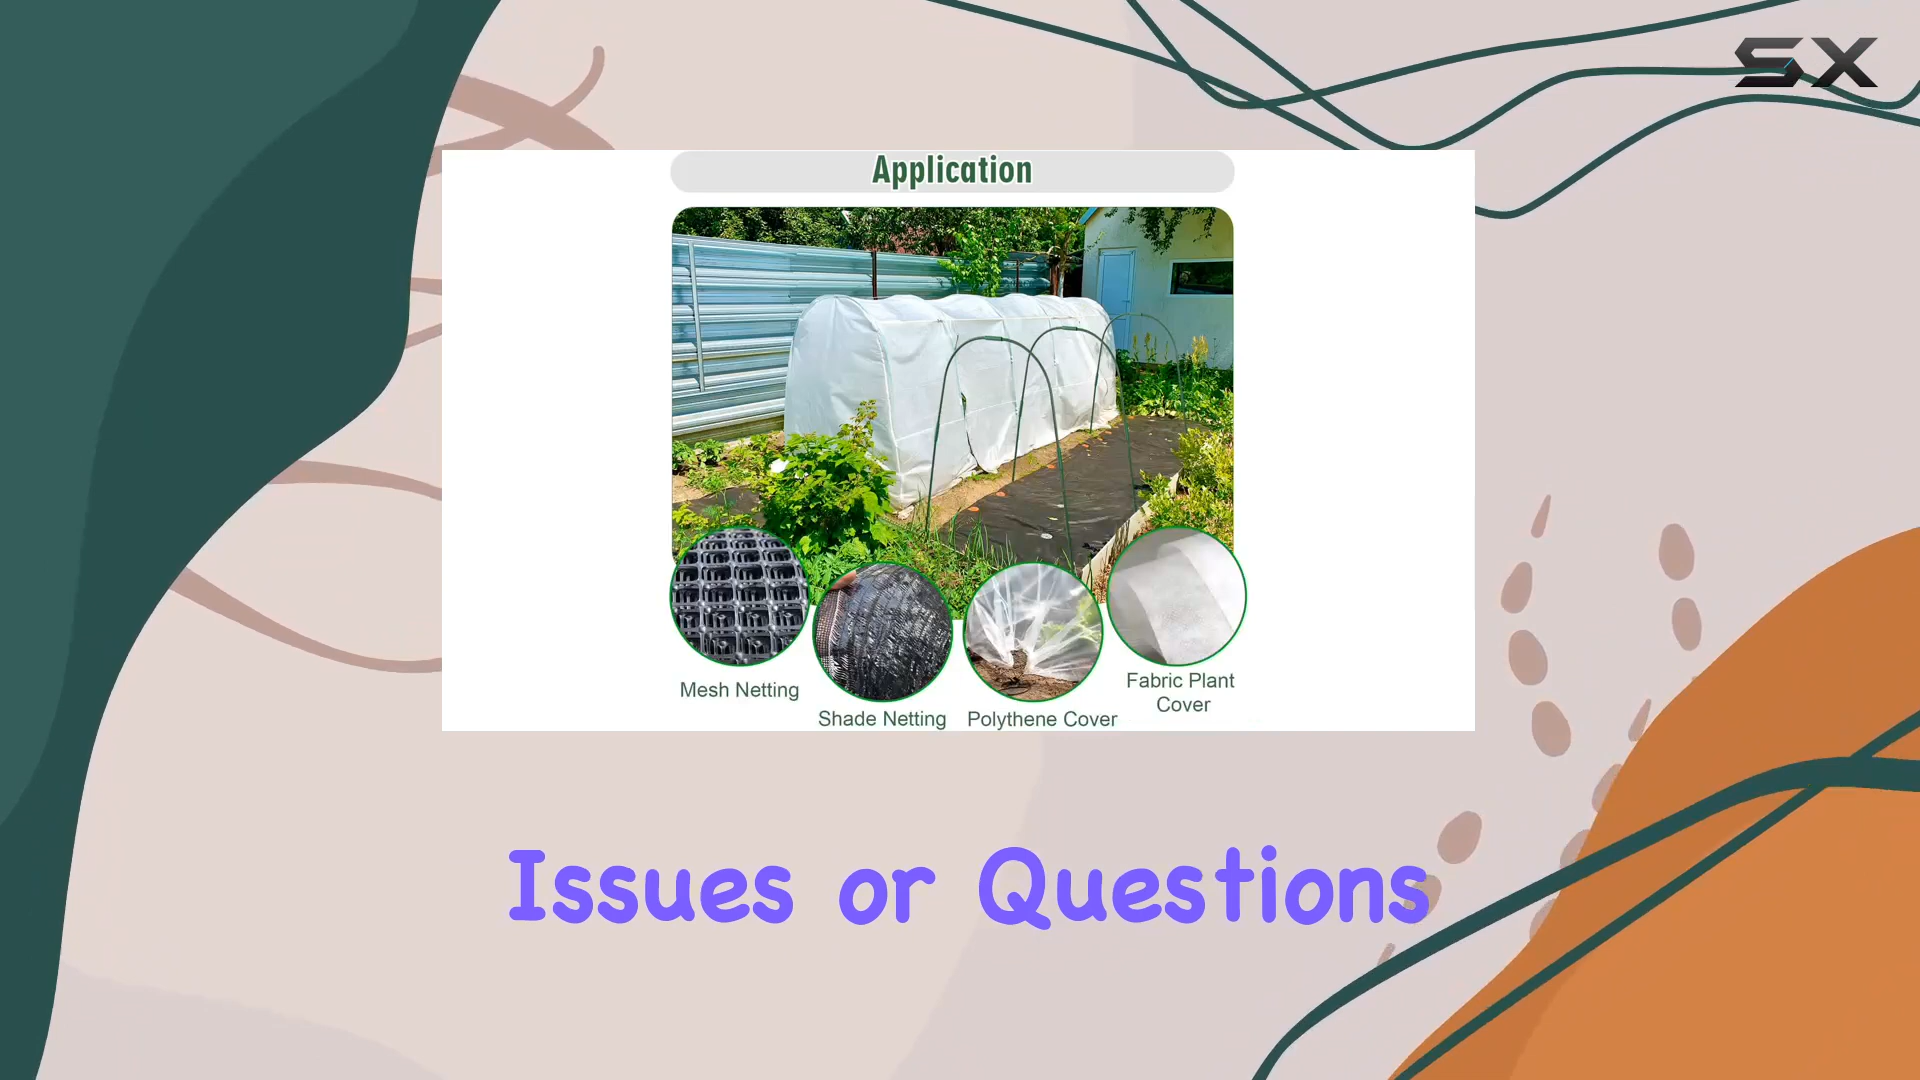 SX
Application
Mesh Netting
Shade Netting
Polythene Cover
Fabric Plant
Cover
Issues or Questions